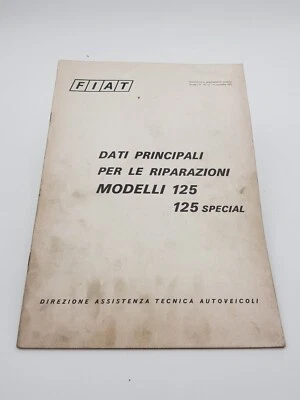 FIAT
DATI PRINCIPALI
PER LE RIPARAZIONI
MODELLI 125
125 SPECIAL
DIREZIONE ASSISTENZA TECNICA AUTOVEICOLI